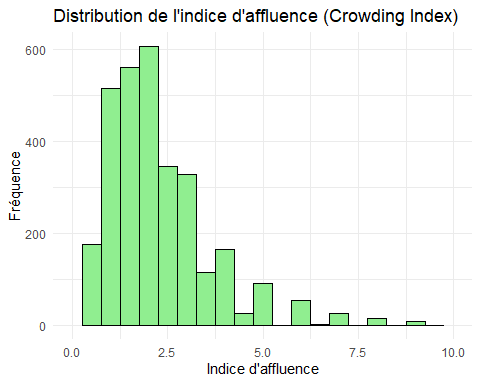 Distribution de l'indice d'affluence (Crowding Index)
600
400
200
0
Fréquence
0.0 2.5 5.0 7.5 10.0
Indice d'affluence